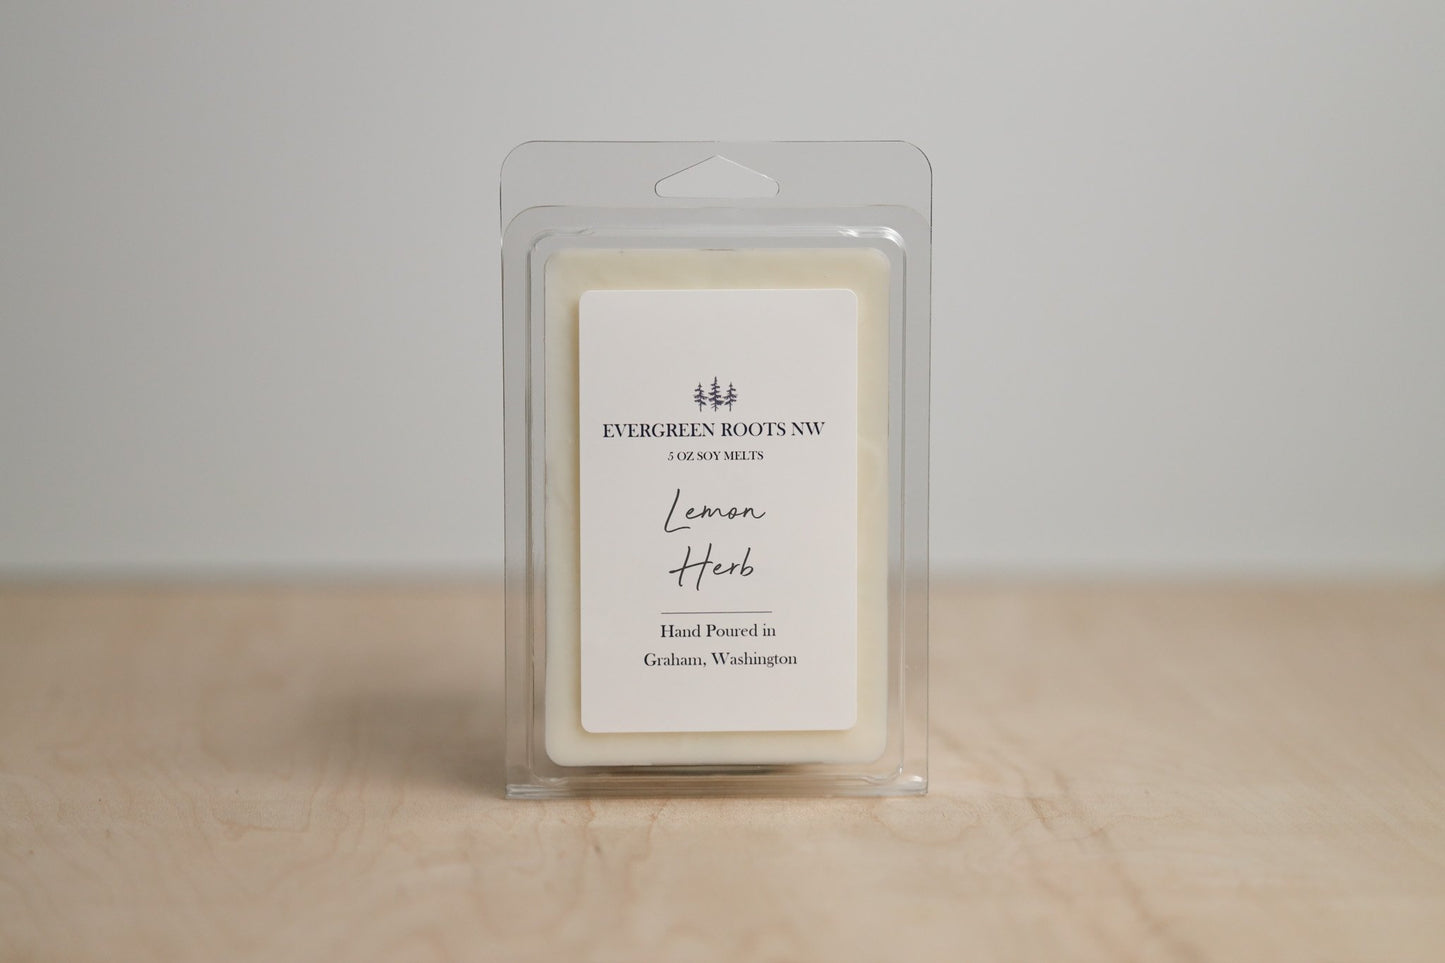 EVERGREEN ROOTS NW
5 OZ SOY MELTS
Lemon
Herb
Hand Poured in
Graham, Washington